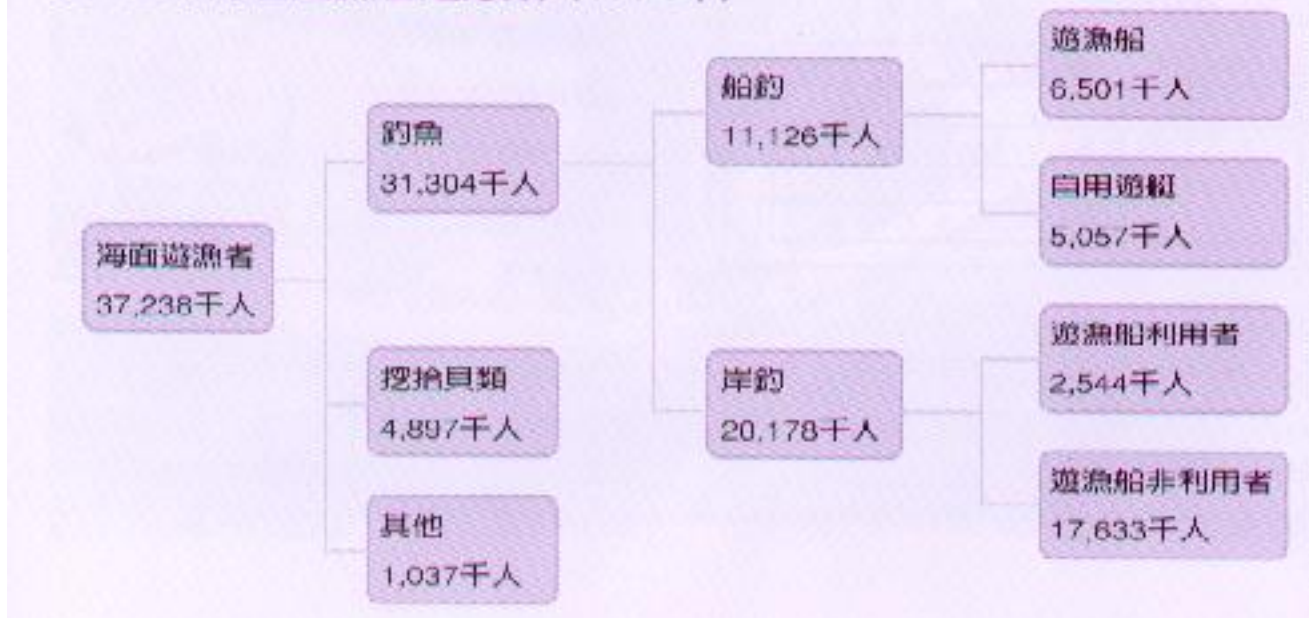 海面遊漁者
37,238千人
釣魚
31,304千人
挖拾貝類
4,897千人
其他
1,037千人
船釣
11,126千人
岸釣
20,178千人
遊漁船
6,501千人
自用遊艇
5,057千人
遊漁船利用者
2,544千人
遊漁船非利用者
17,633千人